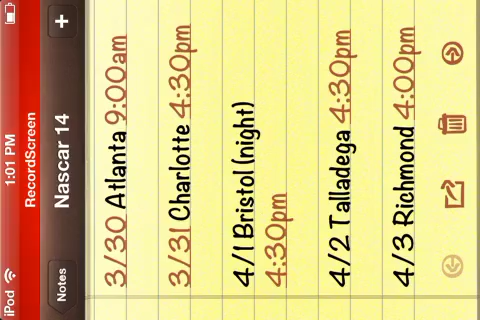 iPod 1:01 PM
RecordScreen
Notes Nascar 14 +
3/30 Atlanta 9:00am
3/31 Charlotte 4:30pm
4/1 Bristol(night)
4:30pm
4/2 Talladega 4:30pm
4/3 Richmond 4:00pm